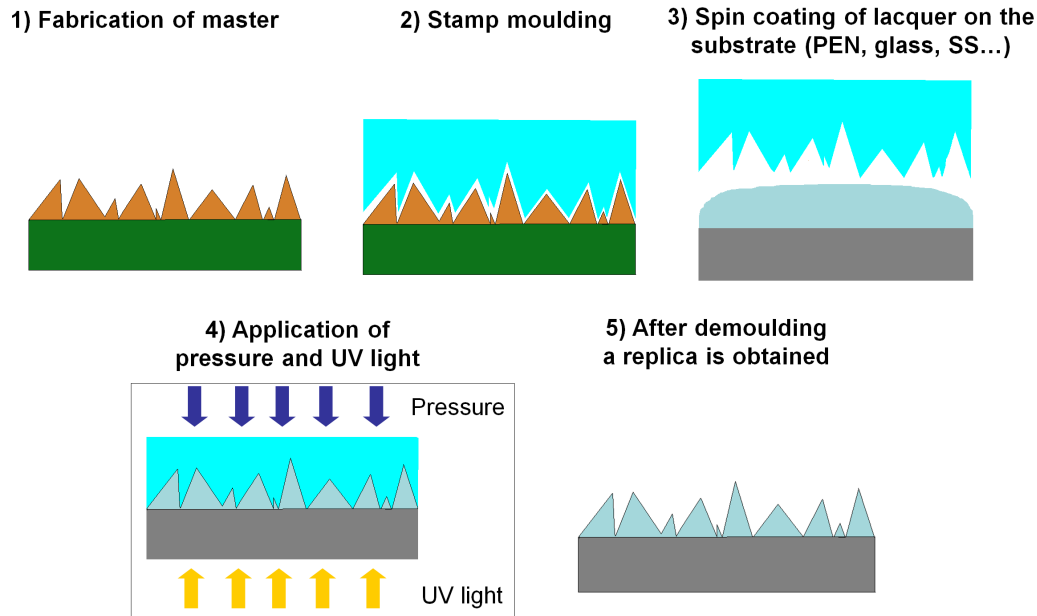 1) Fabrication of master
2) Stamp moulding
3) Spin coating of lacquer on the
substrate (PEN, glass, SS…)
4) Application of
pressure and UV light
Pressure
UV light
5) After demoulding
a replica is obtained